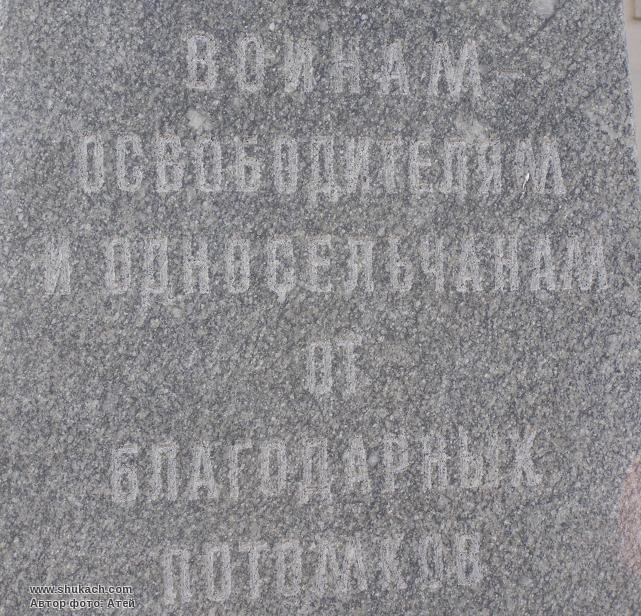 ВОИНАМ-
ОСВОБОДИТЕЛЯМ
И ОДНОСЕЛЬЧАНАМ
ОТ
БЛАГОДАРНЫХ
ПОТОМКОВ
www.shukach.com
Автор фото: Атей